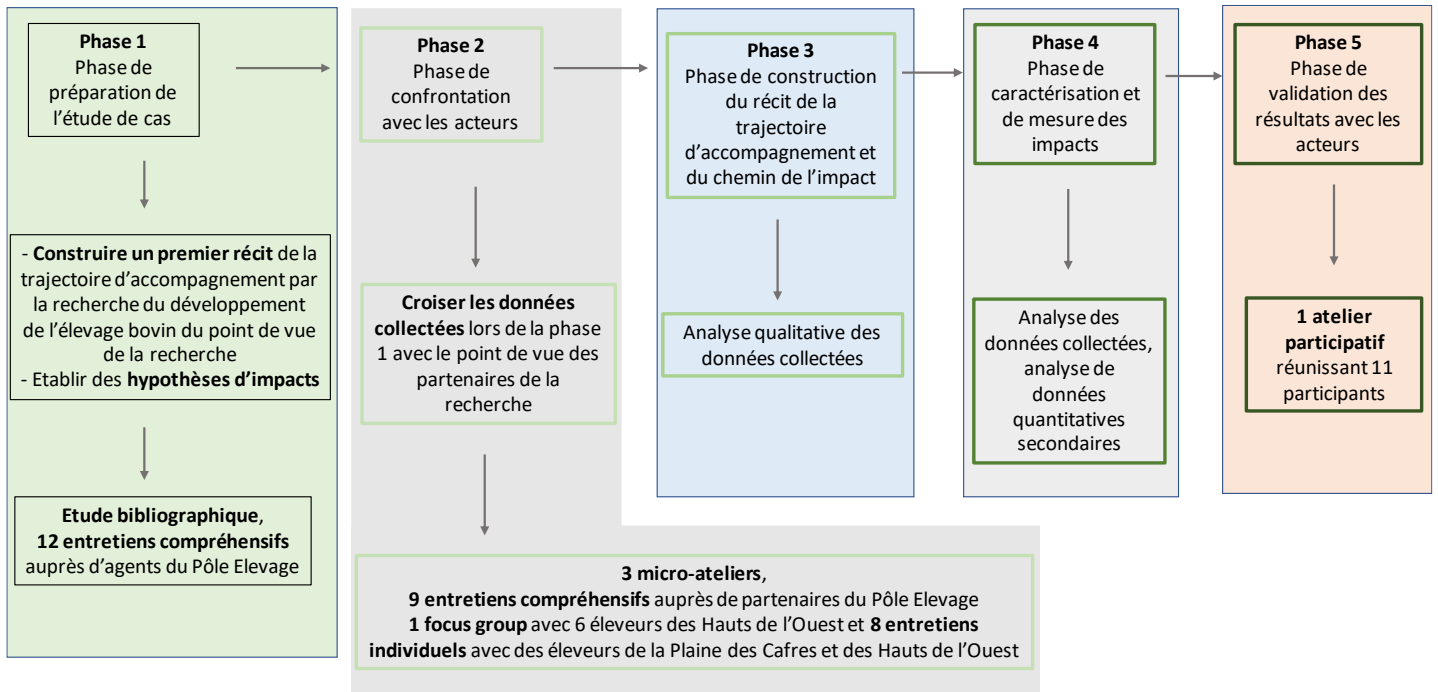 Phase 1
Phase de
préparation de
l'étude de cas
- Construire un premier récit de la
trajectoire d'accompagnement par
la recherche du développement
de l'élevage bovin du point de vue
de la recherche
- Etablir des hypothèses d'impacts
Etude bibliographique,
12 entretiens compréhensifs
auprès d'agents du Pôle Elevage
Phase 2
Phase de
confrontation
avec les acteurs
Croiser les données
collectées lors de la phase
1 avec le point de vue des
partenaires de la
recherche
3 micro-ateliers,
9 entretiens compréhensifs auprès de partenaires du Pôle Elevage
1 focus group avec 6 éleveurs des Hauts de l'Ouest et 8 entretiens
individuels avec des éleveurs de la Plaine des Cafres et des Hauts de l'Ouest
Phase 3
Phase de construction
du récit de la
trajectoire
d'accompagnement et
du chemin de l'impact
Analyse qualitative des
données collectées
Phase 4
Phase de
caractérisation et
de mesure des
impacts
Analyse des
données collectées,
analyse de
données
quantitatives
secondaires
Phase 5
Phase de
validation des
résultats avec les
acteurs
1 atelier
participatif
réunissant 11
participants